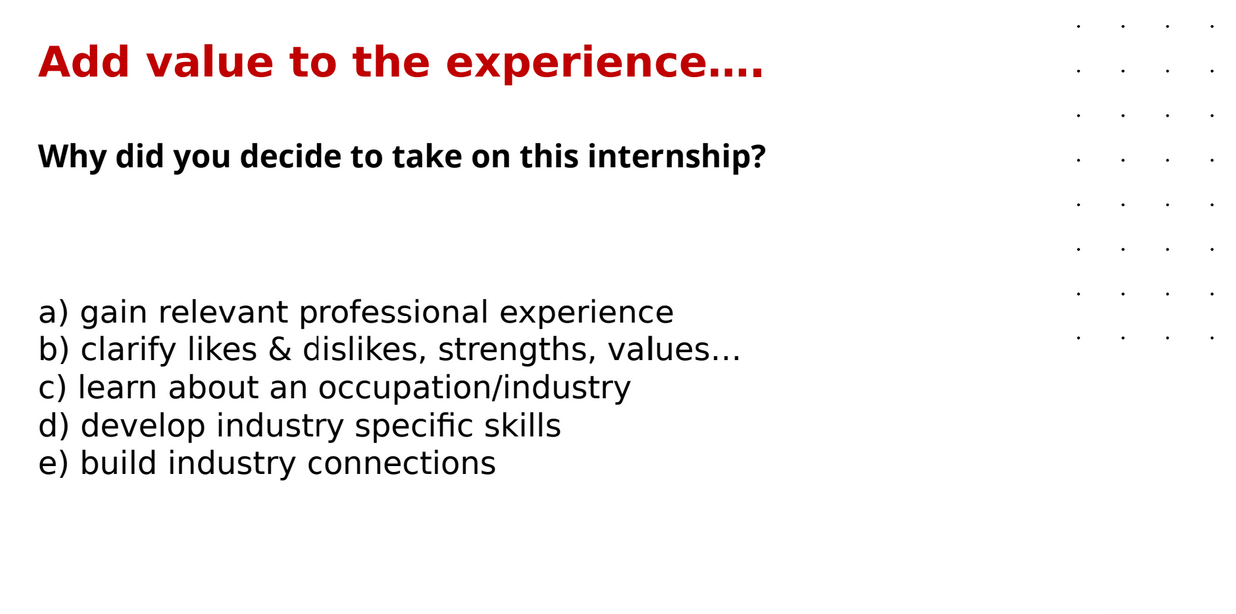 Add value to the experience....
Why did you decide to take on this internship?
a) gain relevant professional experience
b) clarify likes & dislikes, strengths, values…
c) learn about an occupation/industry
d) develop industry specific skills
e) build industry connections